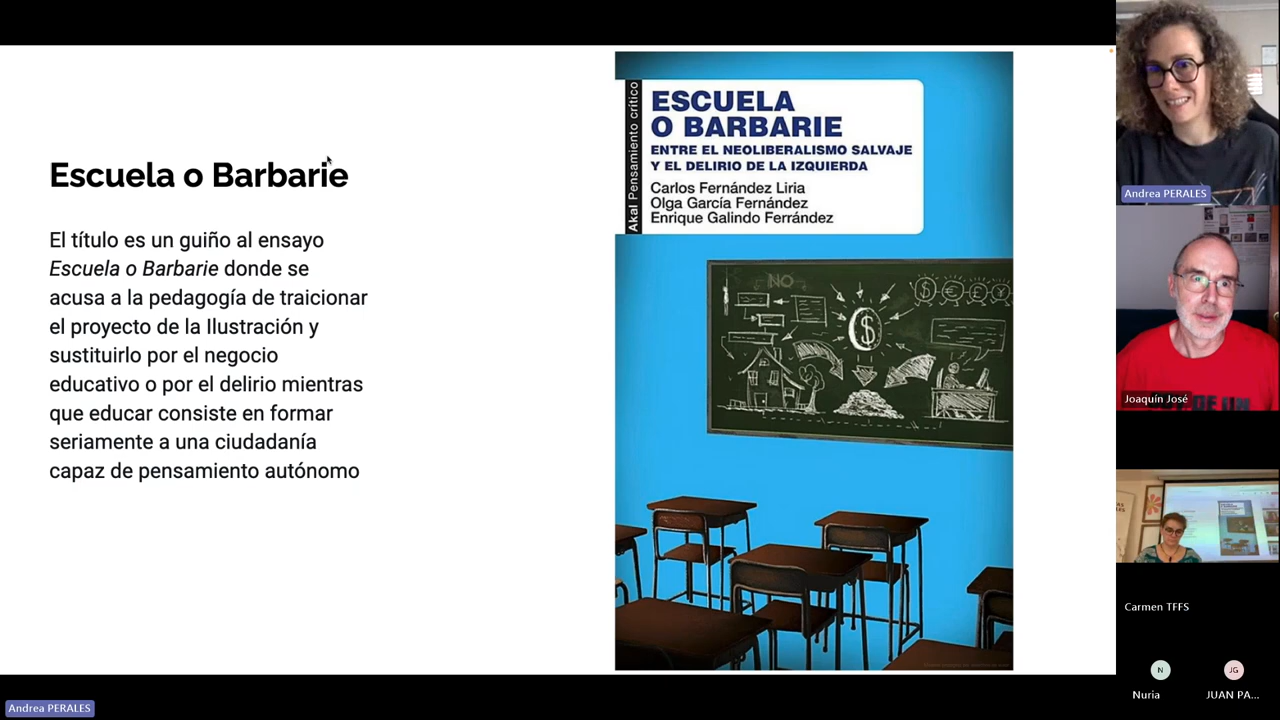 Escuela o Barbarie
El título es un guiño al ensayo
Escuela o Barbarie donde se
acusa a la pedagogía de traicionar
el proyecto de la Ilustración y
sustituirlo por el negocio
educativo o por el delirio mientras
que educar consiste en formar
seriamente a una ciudadanía
capaz de pensamiento autónomo
Akal Pensamiento crítico
ESCUELA
O BARBARIE
ENTRE EL NEOLIBERALISMO SALVAJE
Y EL DELIRIO DE LA IZQUIERDA
Carlos Fernández Liria
Olga García Fernández
Enrique Galindo Ferrández
NO
$ € £ ¥
$
Andrea PERALES
Joaquín José
Carmen TFFS
N
JG
Nuria
JUAN PA...
Andrea PERALES